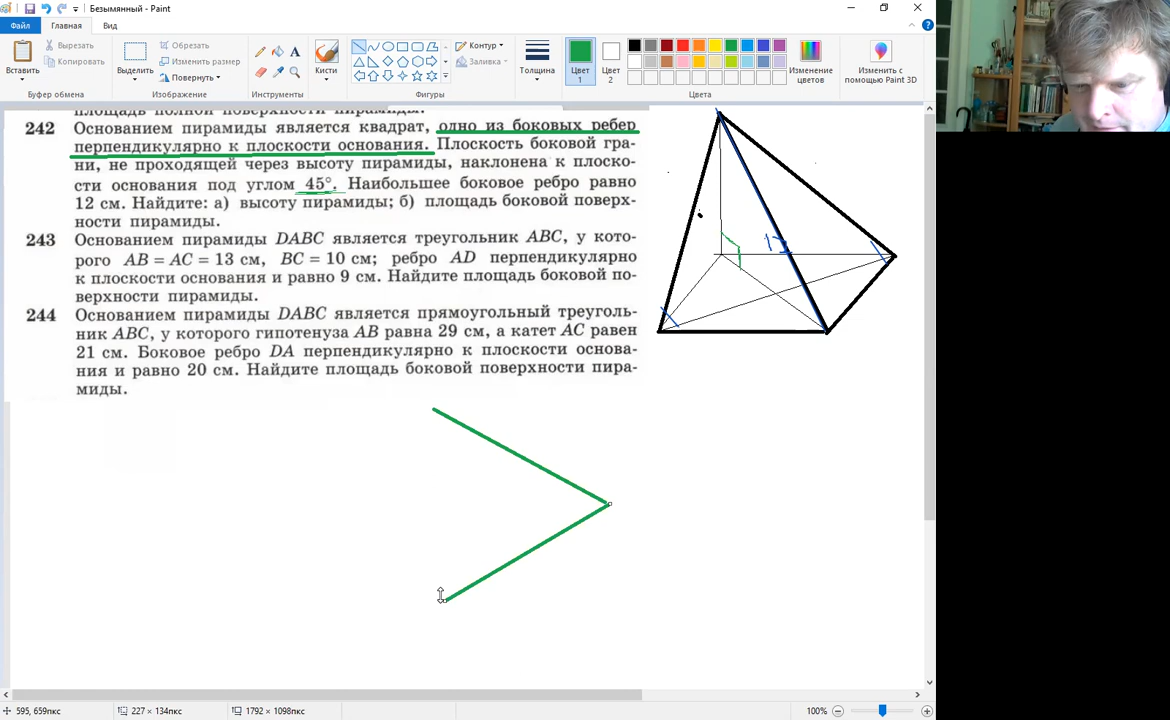 Безымянный - Paint
Файл
Главная
Вид
Вставить
Вырезать
Копировать
Буфер обмена
Выделить
Обрезать
Изменить размер
Повернуть
Изображение
A
Инструменты
Кисти
Контур
Заливка
Фигуры
Толщина
Цвет 1
Цвет 2
Изменение цветов
Цвета
Изменить с помощью Paint 3D
площадь полной поверхности пирамиды.
242 Основанием пирамиды является квадрат, одно из боковых ребер
перпендикулярно к плоскости основания. Плоскость боковой гра-
ни, не проходящей через высоту пирамиды, наклонена к плоско-
сти основания под углом 45°. Наибольшее боковое ребро равно
12 см. Найдите: а) высоту пирамиды; б) площадь боковой поверх-
ности пирамиды.
243 Основанием пирамиды DABC является треугольник ABC, у кото-
рого AB = AC = 13 см, BC = 10 см; ребро AD перпендикулярно
к плоскости основания и равно 9 см. Найдите площадь боковой по-
верхности пирамиды.
244 Основанием пирамиды DABC является прямоугольный треуголь-
ник ABC, у которого гипотенуза AB равна 29 см, а катет AC равен
21 см. Боковое ребро DA перпендикулярно к плоскости основа-
ния и равно 20 см. Найдите площадь боковой поверхности пира-
миды.
12
595, 659пкс
227 × 134пкс
1792 × 1098пкс
100%